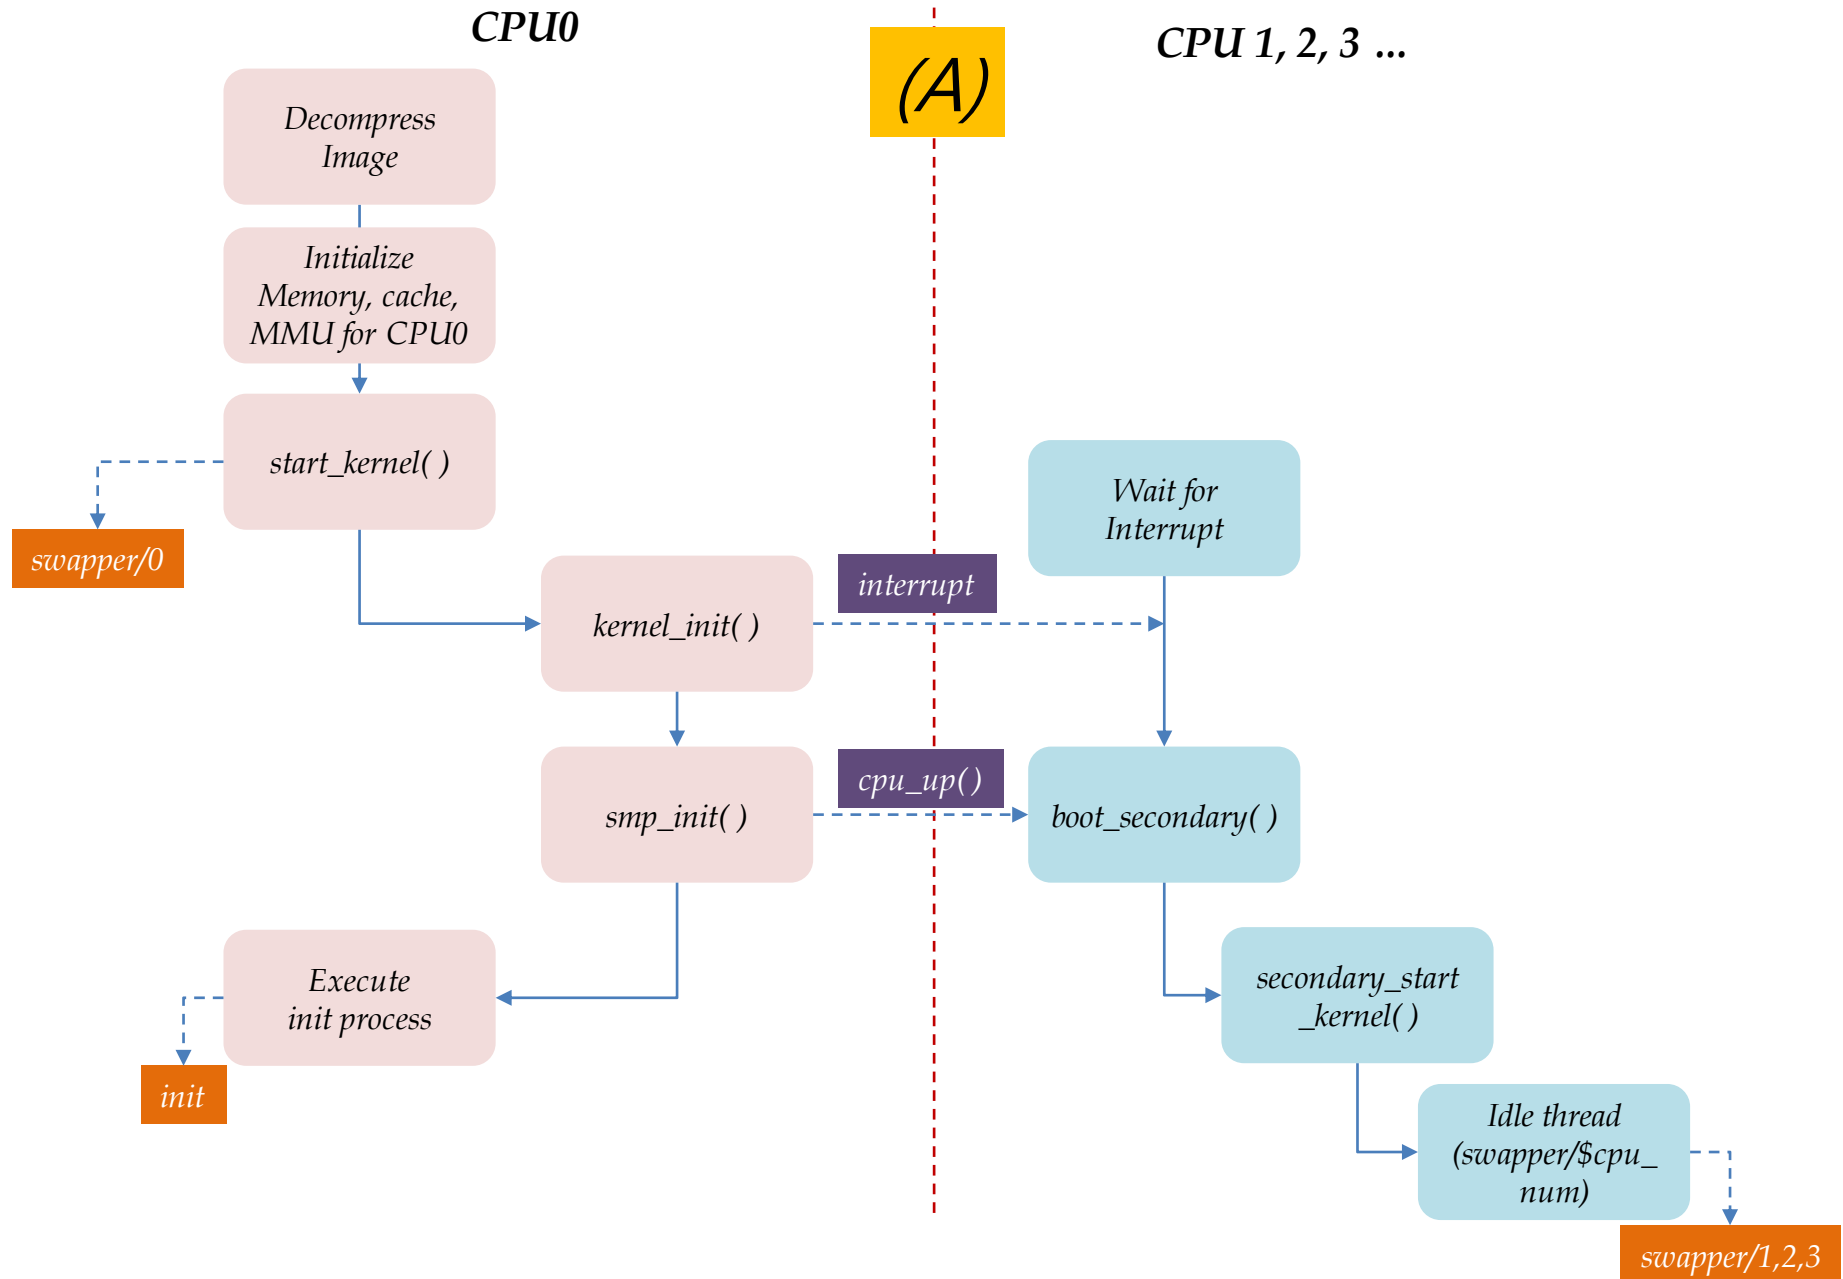 CPU0
(A)
CPU 1, 2, 3 ...
Decompress
Image
Initialize
Memory, cache,
MMU for CPU0
start_kernel( )
swapper/0
Wait for
Interrupt
interrupt
kernel_init( )
cpu_up( )
smp_init( )
boot_secondary( )
Execute
init process
init
secondary_start
_kernel( )
Idle thread
(swapper/$cpu_
num)
swapper/1,2,3